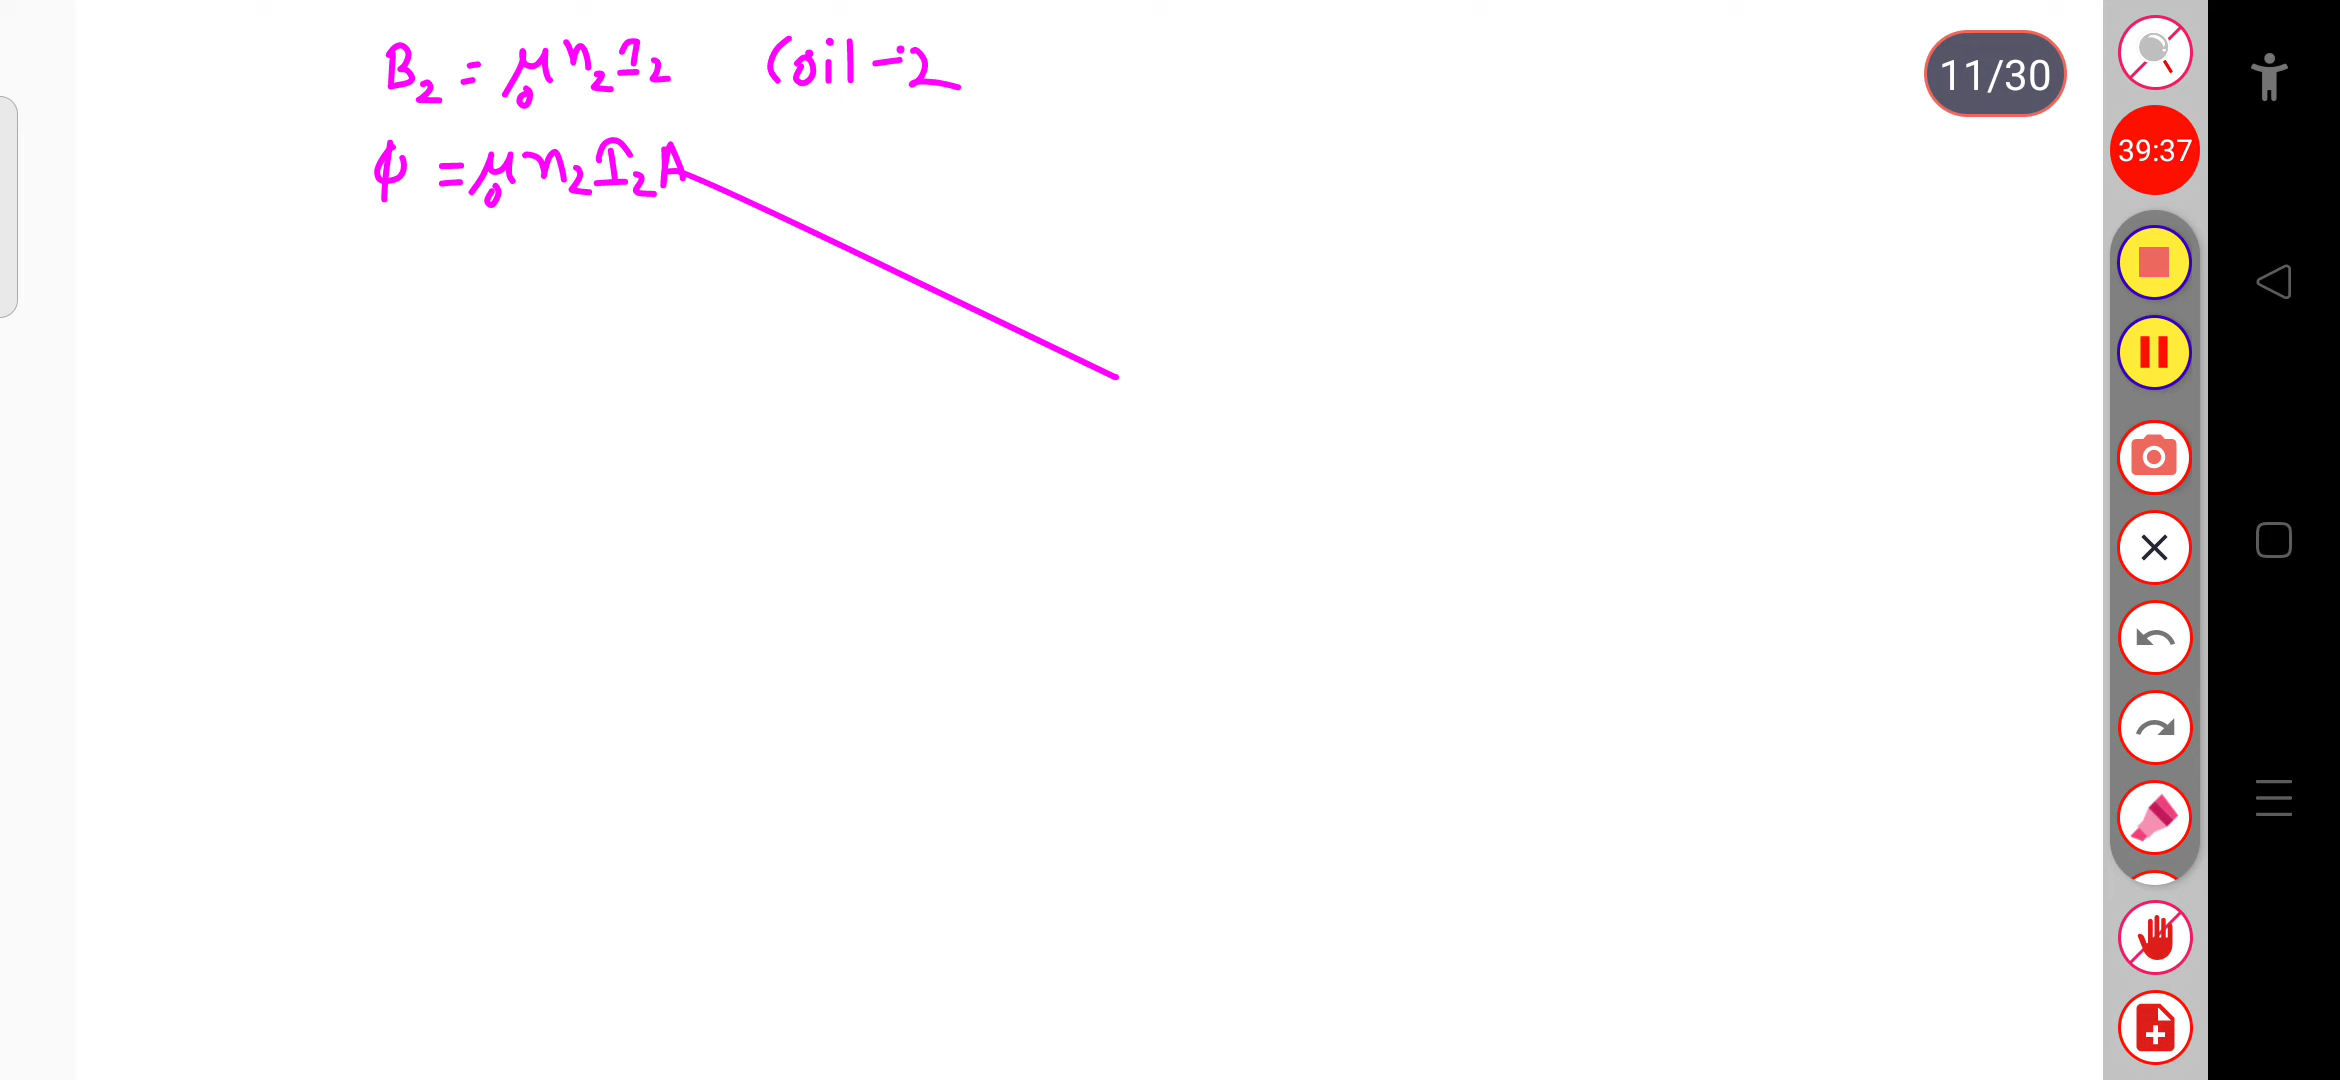 B₂ = μ₀n₂I₂ Coil-2
φ = μ₀n₂I₂A
11/30
39:37